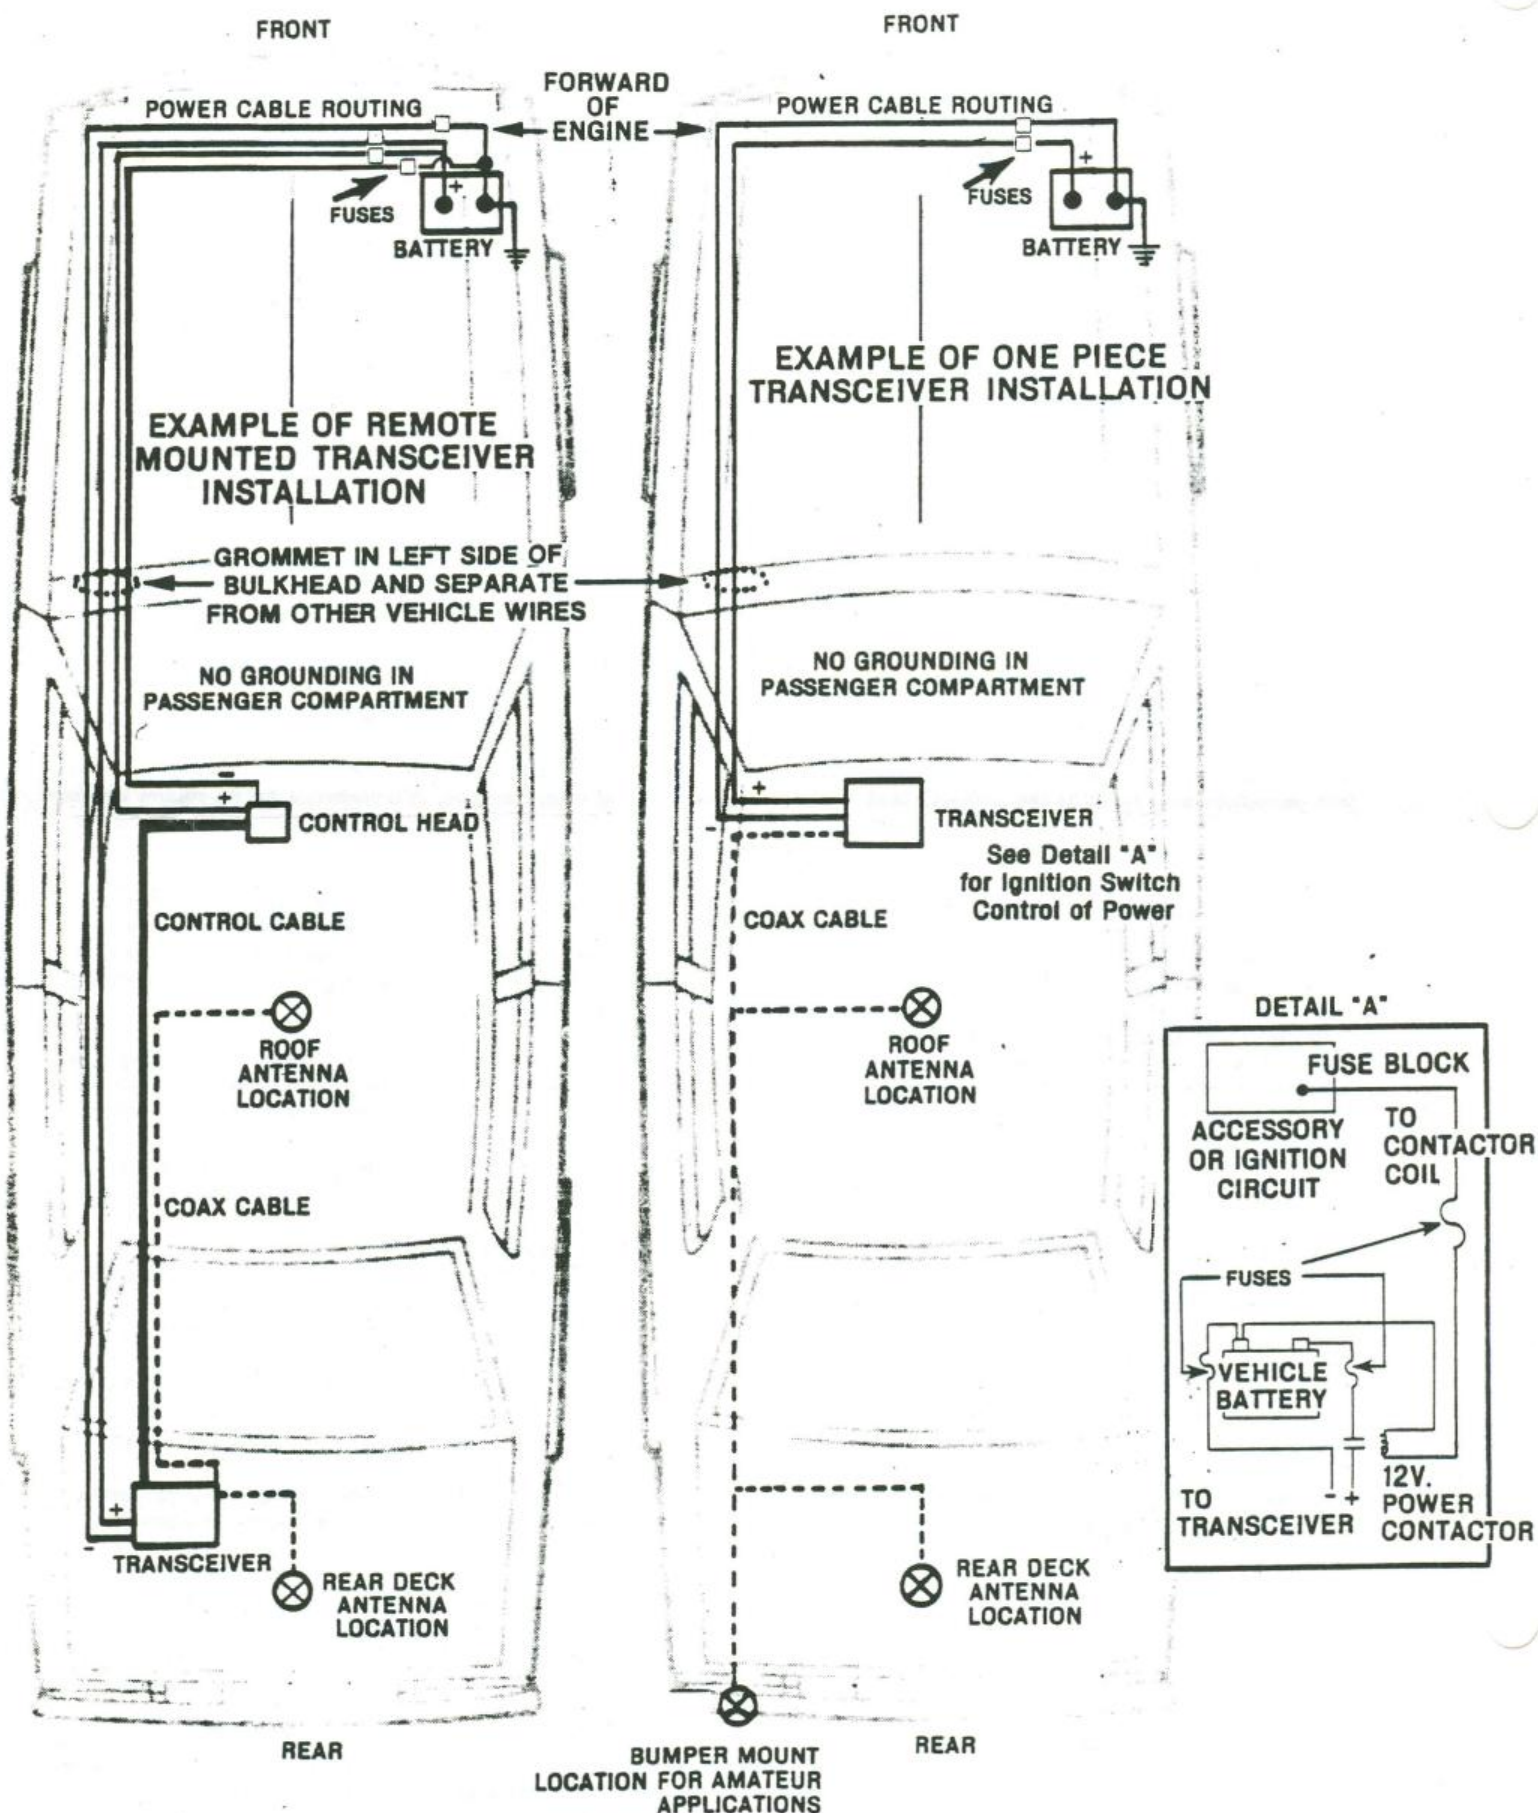 FRONT
FRONT
POWER CABLE ROUTING
FORWARD
OF
ENGINE
POWER CABLE ROUTING
FUSES
+
BATTERY
FUSES
+
BATTERY
EXAMPLE OF REMOTE
MOUNTED TRANSCEIVER
INSTALLATION
EXAMPLE OF ONE PIECE
TRANSCEIVER INSTALLATION
GROMMET IN LEFT SIDE OF
BULKHEAD AND SEPARATE
FROM OTHER VEHICLE WIRES
NO GROUNDING IN
PASSENGER COMPARTMENT
NO GROUNDING IN
PASSENGER COMPARTMENT
-
+
CONTROL HEAD
+
-
TRANSCEIVER
See Detail "A"
for Ignition Switch
Control of Power
CONTROL CABLE
COAX CABLE
ROOF
ANTENNA
LOCATION
ROOF
ANTENNA
LOCATION
COAX CABLE
DETAIL "A"
FUSE BLOCK
ACCESSORY
OR IGNITION
CIRCUIT
TO
CONTACTOR
COIL
FUSES
VEHICLE
BATTERY
- +
TO
TRANSCEIVER
12V.
POWER
CONTACTOR
+
-
TRANSCEIVER
REAR DECK
ANTENNA
LOCATION
REAR DECK
ANTENNA
LOCATION
REAR
BUMPER MOUNT
LOCATION FOR AMATEUR
APPLICATIONS
REAR